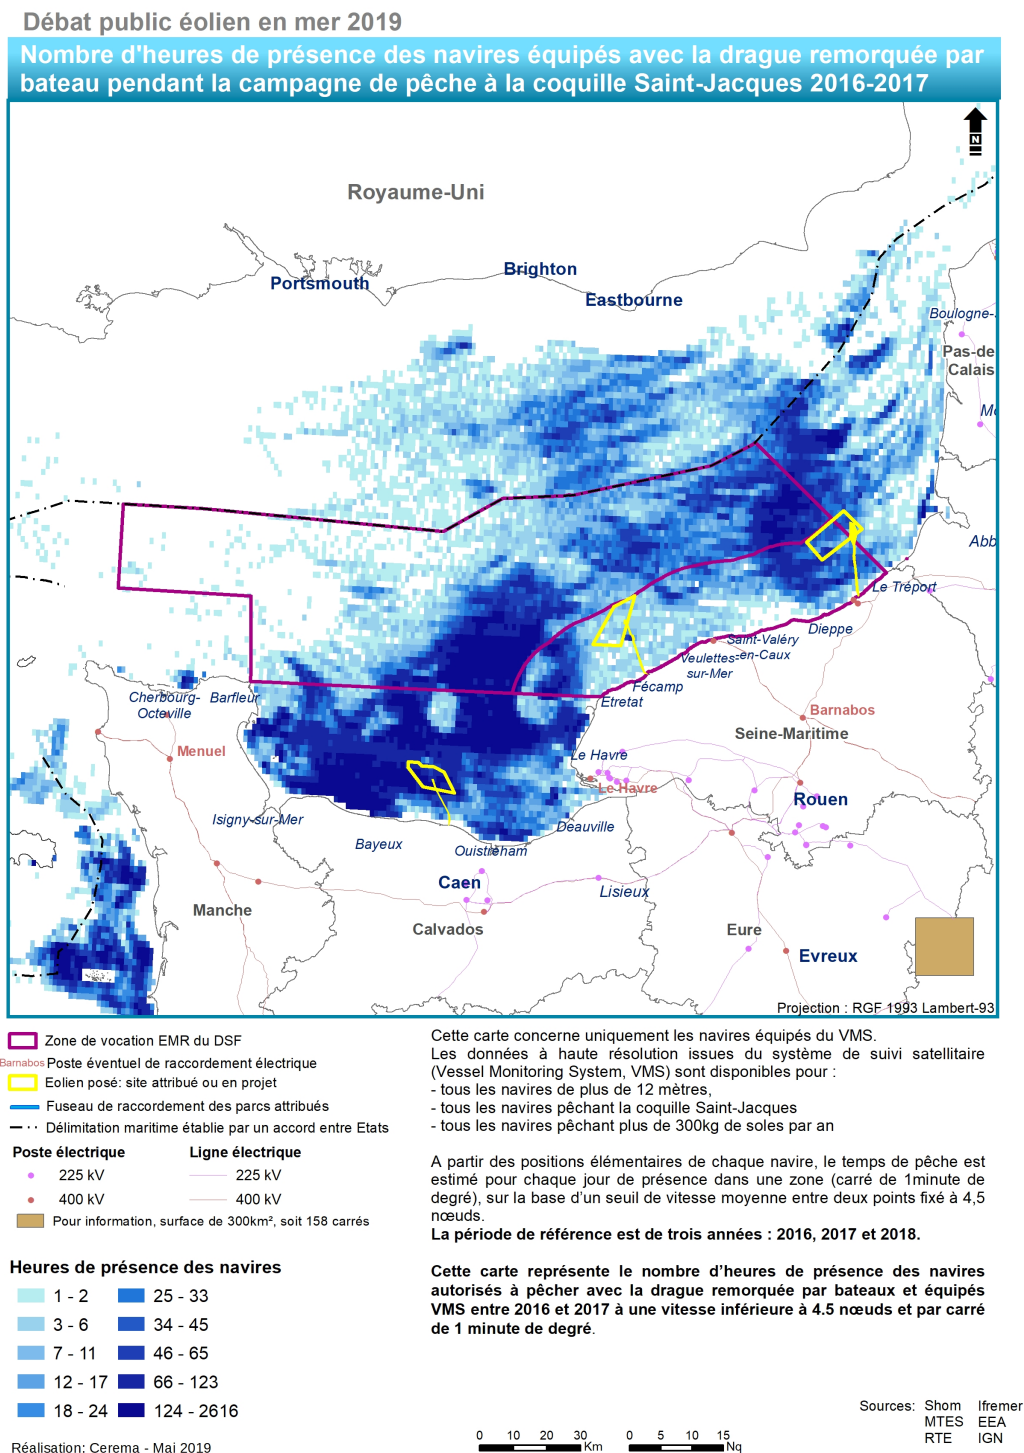 Débat public éolien en mer 2019
Nombre d'heures de présence des navires équipés avec la drague remorquée par
bateau pendant la campagne de pêche à la coquille Saint-Jacques 2016-2017
N
Royaume-Uni
Brighton
Portsmouth
Eastbourne
Boulogne-
Pas-de
Calais
Abb
Le Tréport
Dieppe
Saint-Valéry
-en-Caux
Veulettes-
sur-Mer
Fécamp
Etretat
Cherbourg-
Octeville
Barfleur
Barnabos
Seine-Maritime
Menuel
Le Havre
Le Havre
Rouen
Isigny-sur-Mer
Deauville
Bayeux
Ouistreham
Caen
Lisieux
Manche
Calvados
Eure
Evreux
Projection : RGF 1993 Lambert-93
Zone de vocation EMR du DSF
Barnabos Poste éventuel de raccordement électrique
Eolien posé: site attribué ou en projet
Fuseau de raccordement des parcs attribués
Délimitation maritime établie par un accord entre Etats
Poste électrique
225 kV
400 kV
Ligne électrique
225 kV
400 kV
Pour information, surface de 300km², soit 158 carrés
Heures de présence des navires
1 - 2
3 - 6
7 - 11
12 - 17
18 - 24
25 - 33
34 - 45
46 - 65
66 - 123
124 - 2616
Réalisation: Cerema - Mai 2019
Cette carte concerne uniquement les navires équipés du VMS.
Les données à haute résolution issues du système de suivi satellitaire
(Vessel Monitoring System, VMS) sont disponibles pour :
- tous les navires de plus de 12 mètres,
- tous les navires pêchant la coquille Saint-Jacques
- tous les navires pêchant plus de 300kg de soles par an
A partir des positions élémentaires de chaque navire, le temps de pêche est
estimé pour chaque jour de présence dans une zone (carré de 1minute de
degré), sur la base d'un seuil de vitesse moyenne entre deux points fixé à 4,5
nœuds.
La période de référence est de trois années : 2016, 2017 et 2018.
Cette carte représente le nombre d'heures de présence des navires
autorisés à pêcher avec la drague remorquée par bateaux et équipés
VMS entre 2016 et 2017 à une vitesse inférieure à 4.5 nœuds et par carré
de 1 minute de degré.
0 10 20 30
Km
0 5 10 15
Nq
Sources: Shom Ifremer
MTES EEA
RTE IGN